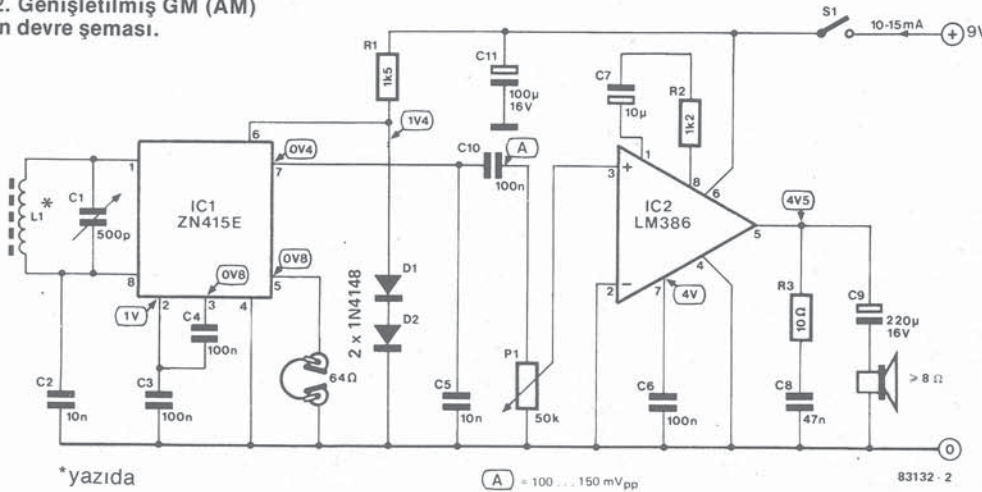 2. Genişletilmiş GM (AM)
devre şeması.
S1
10-15mA
+
9V
R1
1k5
C11
100µ
16V
C7
10µ
R2
1k2
1V4
6
0V4
7
C10
100n
A
1
8
6
3
+
1
L1
*
C1
500p
IC1
ZN415E
IC2
LM386
4V5
5
8
0V8
5
0V8
1V
2
3
4
C4
100n
2 x 1N4148
D1
D2
2
−
7
4V
4
R3
10Ω
C9
220µ
16V
64Ω
P1
50k
≥ 8 Ω
C2
10n
C3
100n
C5
10n
C6
100n
C8
47n
0
*yazıda
A = 100 ... 150 mVpp
83132 - 2